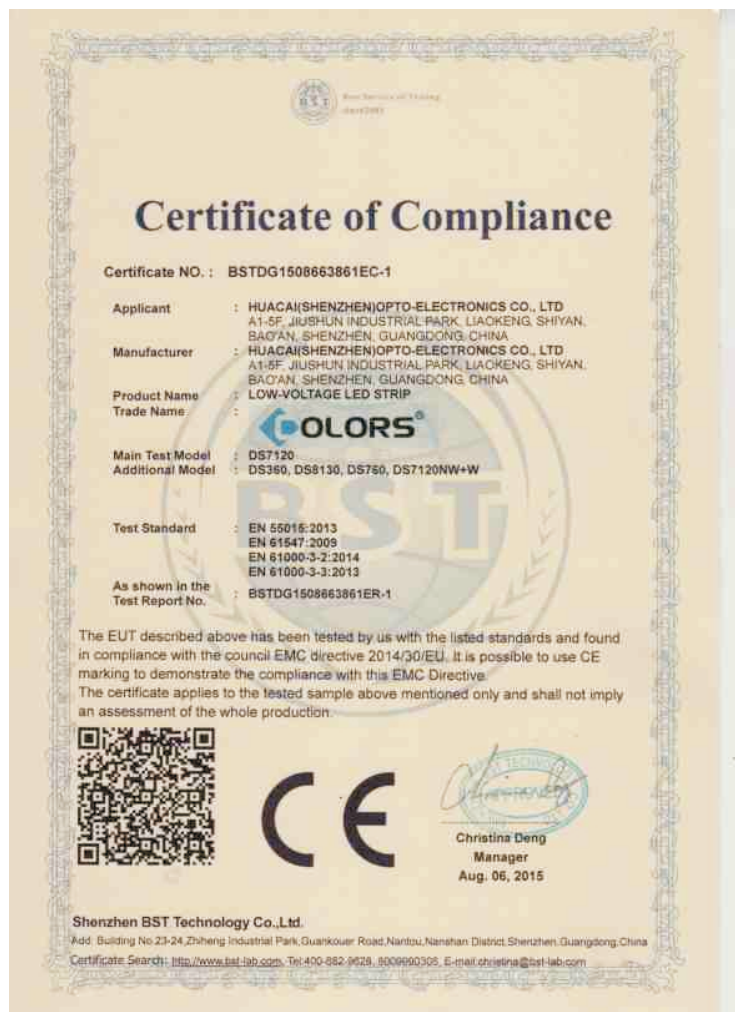 BST Best Service of Testing
since2003
Certificate of Compliance
Certificate NO. : BSTDG1508663861EC-1
Applicant : HUACAI(SHENZHEN)OPTO-ELECTRONICS CO., LTD
A1-5F, JIUSHUN INDUSTRIAL PARK, LIAOKENG, SHIYAN,
BAO'AN, SHENZHEN, GUANGDONG, CHINA
Manufacturer : HUACAI(SHENZHEN)OPTO-ELECTRONICS CO., LTD
A1-5F, JIUSHUN INDUSTRIAL PARK, LIAOKENG, SHIYAN,
BAO'AN, SHENZHEN, GUANGDONG, CHINA
Product Name : LOW-VOLTAGE LED STRIP
Trade Name :
COLORS®
Main Test Model : DS7120
Additional Model : DS360, DS8130, DS760, DS7120NW+W
BST
Test Standard : EN 55015:2013
EN 61547:2009
EN 61000-3-2:2014
EN 61000-3-3:2013
As shown in the
Test Report No. : BSTDG1508663861ER-1
The EUT described above has been tested by us with the listed standards and found
in compliance with the council EMC directive 2014/30/EU. It is possible to use CE
marking to demonstrate the compliance with this EMC Directive.
The certificate applies to the tested sample above mentioned only and shall not imply
an assessment of the whole production.
CE
Christina Deng
Manager
Aug. 06, 2015
Shenzhen BST Technology Co.,Ltd.
Add: Building No.23-24,Zhiheng Industrial Park,Guankouer Road,Nantou,Nanshan District,Shenzhen,Guangdong,China
Certificate Search: http://www.bst-lab.com, Tel:400-882-9628, 8009990305, E-mail:christina@bst-lab.com